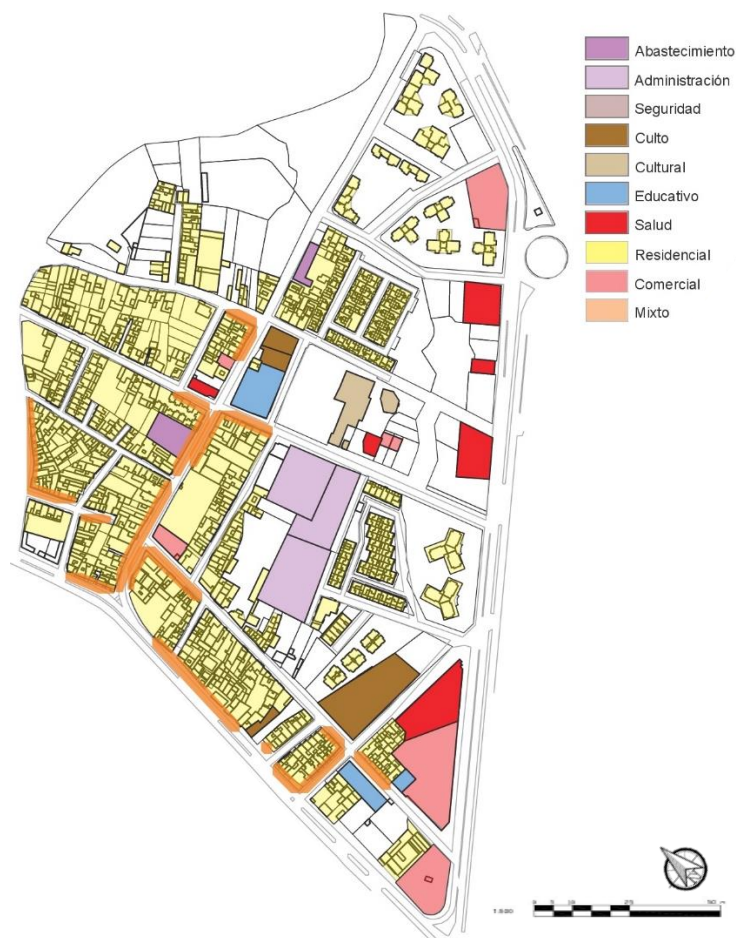 Abastecimiento
Administración
Seguridad
Culto
Cultural
Educativo
Salud
Residencial
Comercial
Mixto